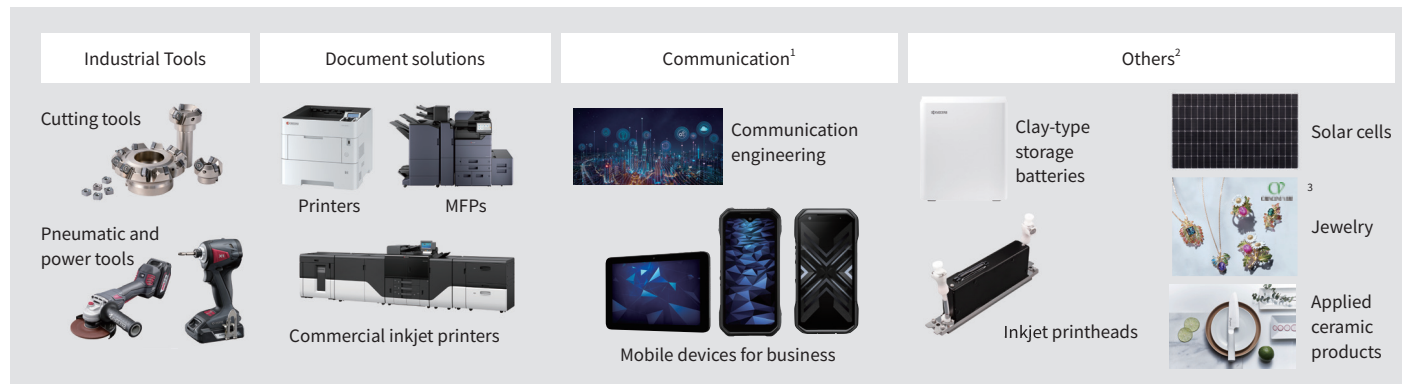 Industrial Tools
Document solutions
Communication1
Others2
Cutting tools
Pneumatic and
power tools
Printers
MFPs
Commercial inkjet printers
Communication
engineering
Mobile devices for business
KYOCERA
Clay-type
storage
batteries
Inkjet printheads
Solar cells
3
Jewelry
Applied
ceramic
products